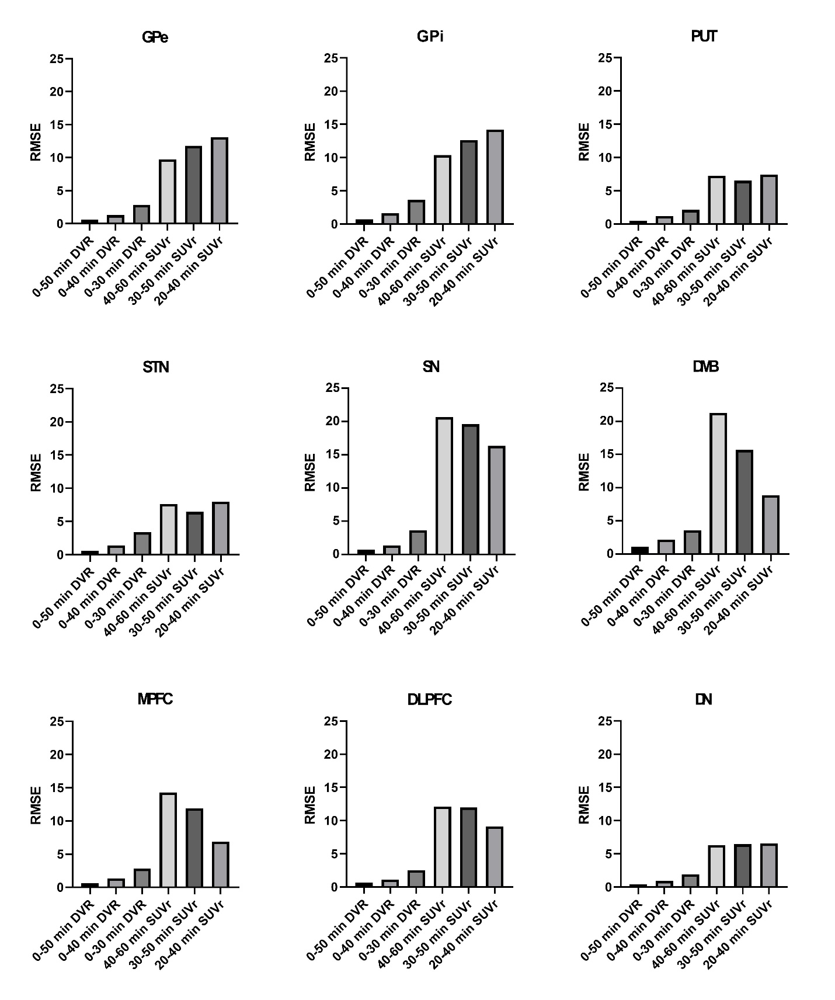 GPe
GPi
PUT
25
20
15
10
5
0
RMSE
0-50 min DVR
0-40 min DVR
0-30 min DVR
40-60 min SUVr
30-50 min SUVr
20-40 min SUVr
25
20
15
10
5
0
RMSE
0-50 min DVR
0-40 min DVR
0-30 min DVR
40-60 min SUVr
30-50 min SUVr
20-40 min SUVr
25
20
15
10
5
0
RMSE
0-50 min DVR
0-40 min DVR
0-30 min DVR
40-60 min SUVr
30-50 min SUVr
20-40 min SUVr
STN
SN
DMB
25
20
15
10
5
0
RMSE
0-50 min DVR
0-40 min DVR
0-30 min DVR
40-60 min SUVr
30-50 min SUVr
20-40 min SUVr
25
20
15
10
5
0
RMSE
0-50 min DVR
0-40 min DVR
0-30 min DVR
40-60 min SUVr
30-50 min SUVr
20-40 min SUVr
25
20
15
10
5
0
RMSE
0-50 min DVR
0-40 min DVR
0-30 min DVR
40-60 min SUVr
30-50 min SUVr
20-40 min SUVr
MPFC
DLPFC
DN
25
20
15
10
5
0
RMSE
0-50 min DVR
0-40 min DVR
0-30 min DVR
40-60 min SUVr
30-50 min SUVr
20-40 min SUVr
25
20
15
10
5
0
RMSE
0-50 min DVR
0-40 min DVR
0-30 min DVR
40-60 min SUVr
30-50 min SUVr
20-40 min SUVr
25
20
15
10
5
0
RMSE
0-50 min DVR
0-40 min DVR
0-30 min DVR
40-60 min SUVr
30-50 min SUVr
20-40 min SUVr